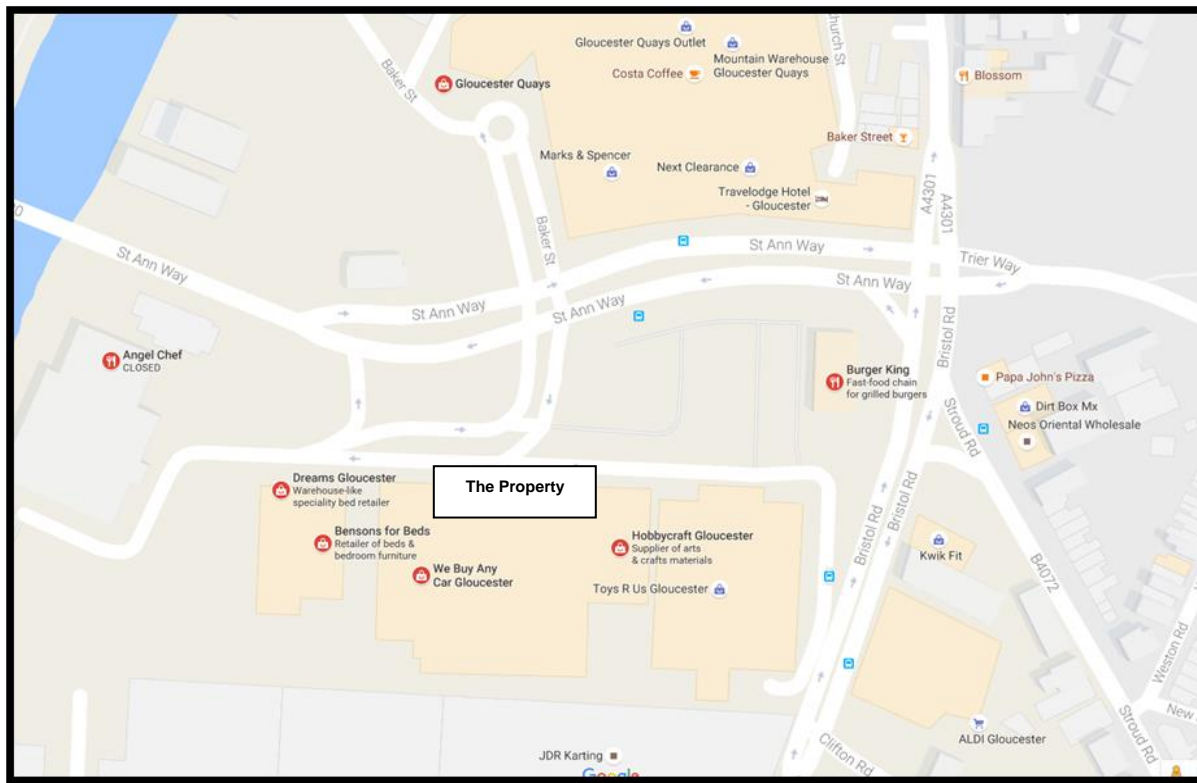 Gloucester Quays Outlet
Mountain Warehouse
Gloucester Quays
Church St
Costa Coffee
Blossom
Baker St
Gloucester Quays
Baker Street
Marks & Spencer
Next Clearance
Travelodge Hotel
- Gloucester
A4301
A4301
Baker St
St Ann Way
St Ann Way
Trier Way
St Ann Way
St Ann Way
St Ann Way
Bristol Rd
Angel Chef
CLOSED
Burger King
Fast-food chain
for grilled burgers
Papa John's Pizza
Dirt Box Mx
Neos Oriental Wholesale
Stroud Rd
The Property
Dreams Gloucester
Warehouse-like
speciality bed retailer
Bristol Rd
Bristol Rd
Bensons for Beds
Retailer of beds &
bedroom furniture
Hobbycraft Gloucester
Supplier of arts
& crafts materials
Kwik Fit
We Buy Any
Car Gloucester
Toys R Us Gloucester
B4072
Weston Rd
New
Stroud Rd
ALDI Gloucester
Clifton Rd
JDR Karting
Google